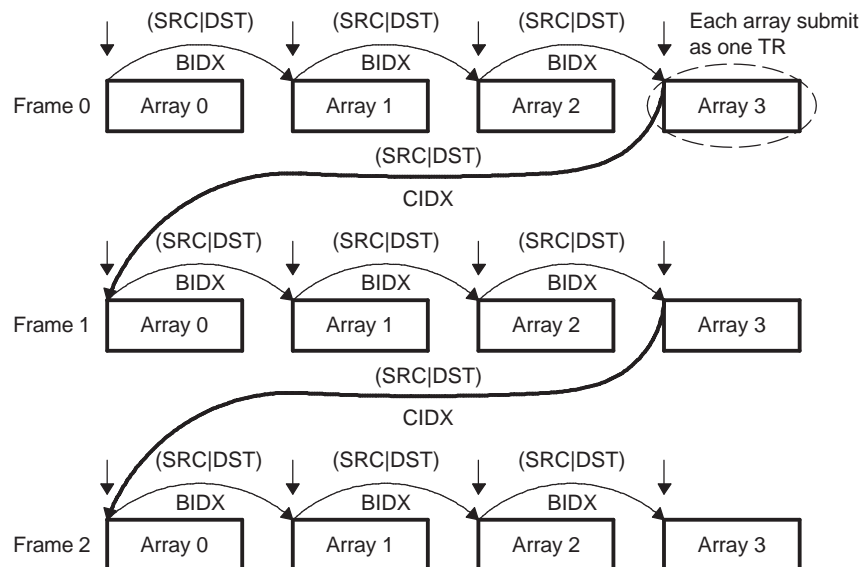 (SRC|DST) (SRC|DST) (SRC|DST) Each array submit
as one TR
BIDX BIDX BIDX
Frame 0 Array 0 Array 1 Array 2 Array 3
(SRC|DST)
CIDX
(SRC|DST) (SRC|DST) (SRC|DST)
BIDX BIDX BIDX
Frame 1 Array 0 Array 1 Array 2 Array 3
(SRC|DST)
CIDX
(SRC|DST) (SRC|DST) (SRC|DST)
BIDX BIDX BIDX
Frame 2 Array 0 Array 1 Array 2 Array 3